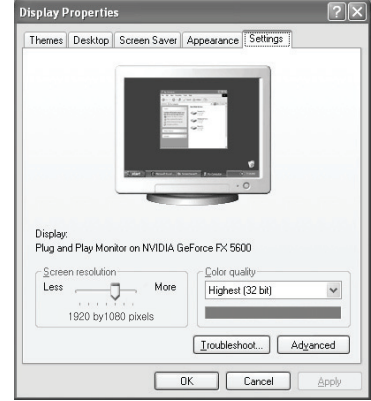 Display Properties
Themes Desktop Screen Saver Appearance Settings
Display:
Plug and Play Monitor on NVIDIA GeForce FX 5600
Screen resolution
Less More
1920 by1080 pixels
Color quality
Highest (32 bit)
Troubleshoot... Advanced
OK Cancel Apply